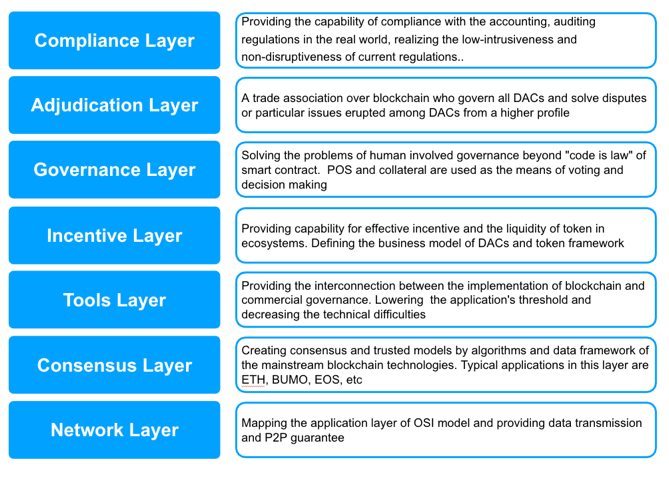 Compliance Layer
Providing the capability of compliance with the accounting, auditing
regulations in the real world, realizing the low-intrusiveness and
non-disruptiveness of current regulations..
Adjudication Layer
A trade association over blockchain who govern all DACs and solve disputes
or particular issues erupted among DACs from a higher profile
Governance Layer
Solving the problems of human involved governance beyond "code is law" of
smart contract.  POS and collateral are used as the means of voting and
decision making
Incentive Layer
Providing capability for effective incentive and the liquidity of token in
ecosystems. Defining the business model of DACs and token framework
Tools Layer
Providing the interconnection between the implementation of blockchain and
commercial governance. Lowering  the application's threshold and
decreasing the technical difficulties
Consensus Layer
Creating consensus and trusted models by algorithms and data framework of
the mainstream blockchain technologies. Typical applications in this layer are
ETH, BUMO, EOS, etc
Network Layer
Mapping the application layer of OSI model and providing data transmission
and P2P guarantee